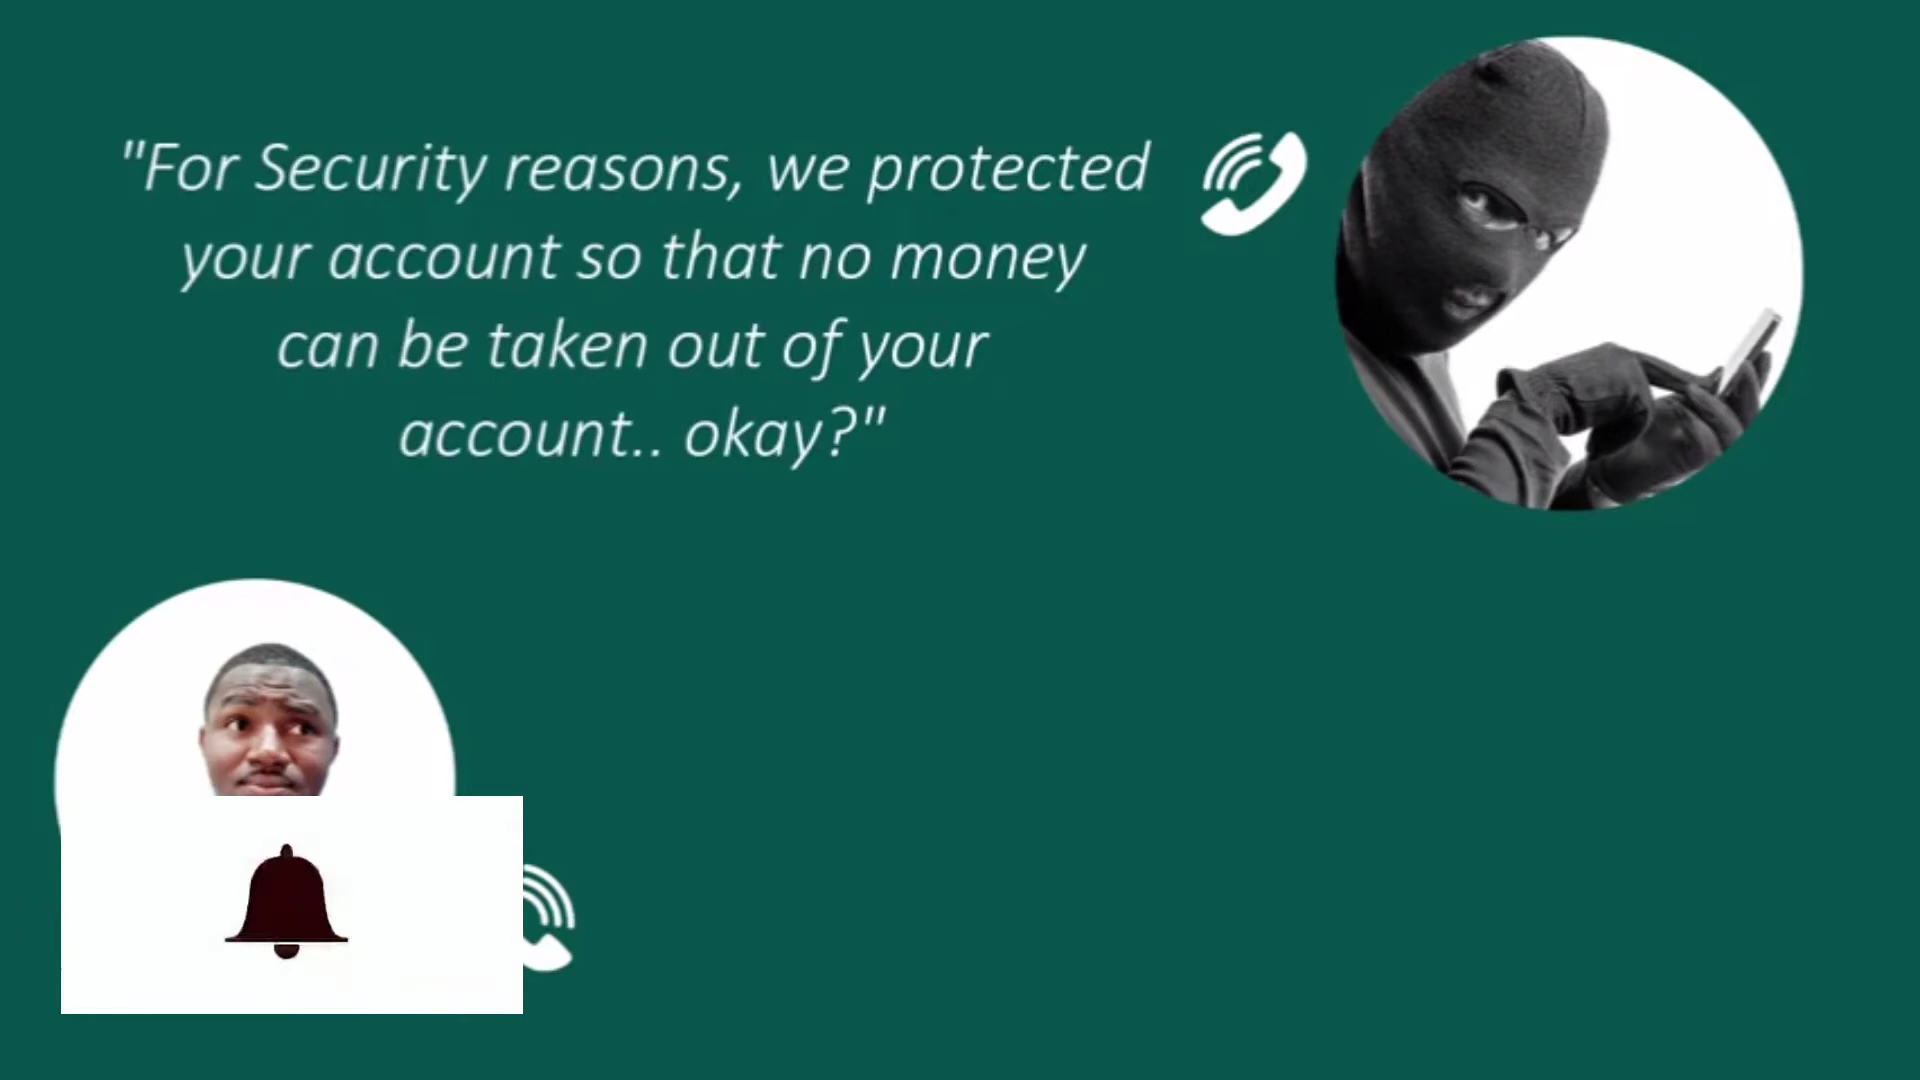 "For Security reasons, we protected
your account so that no money
can be taken out of your
account.. okay?"